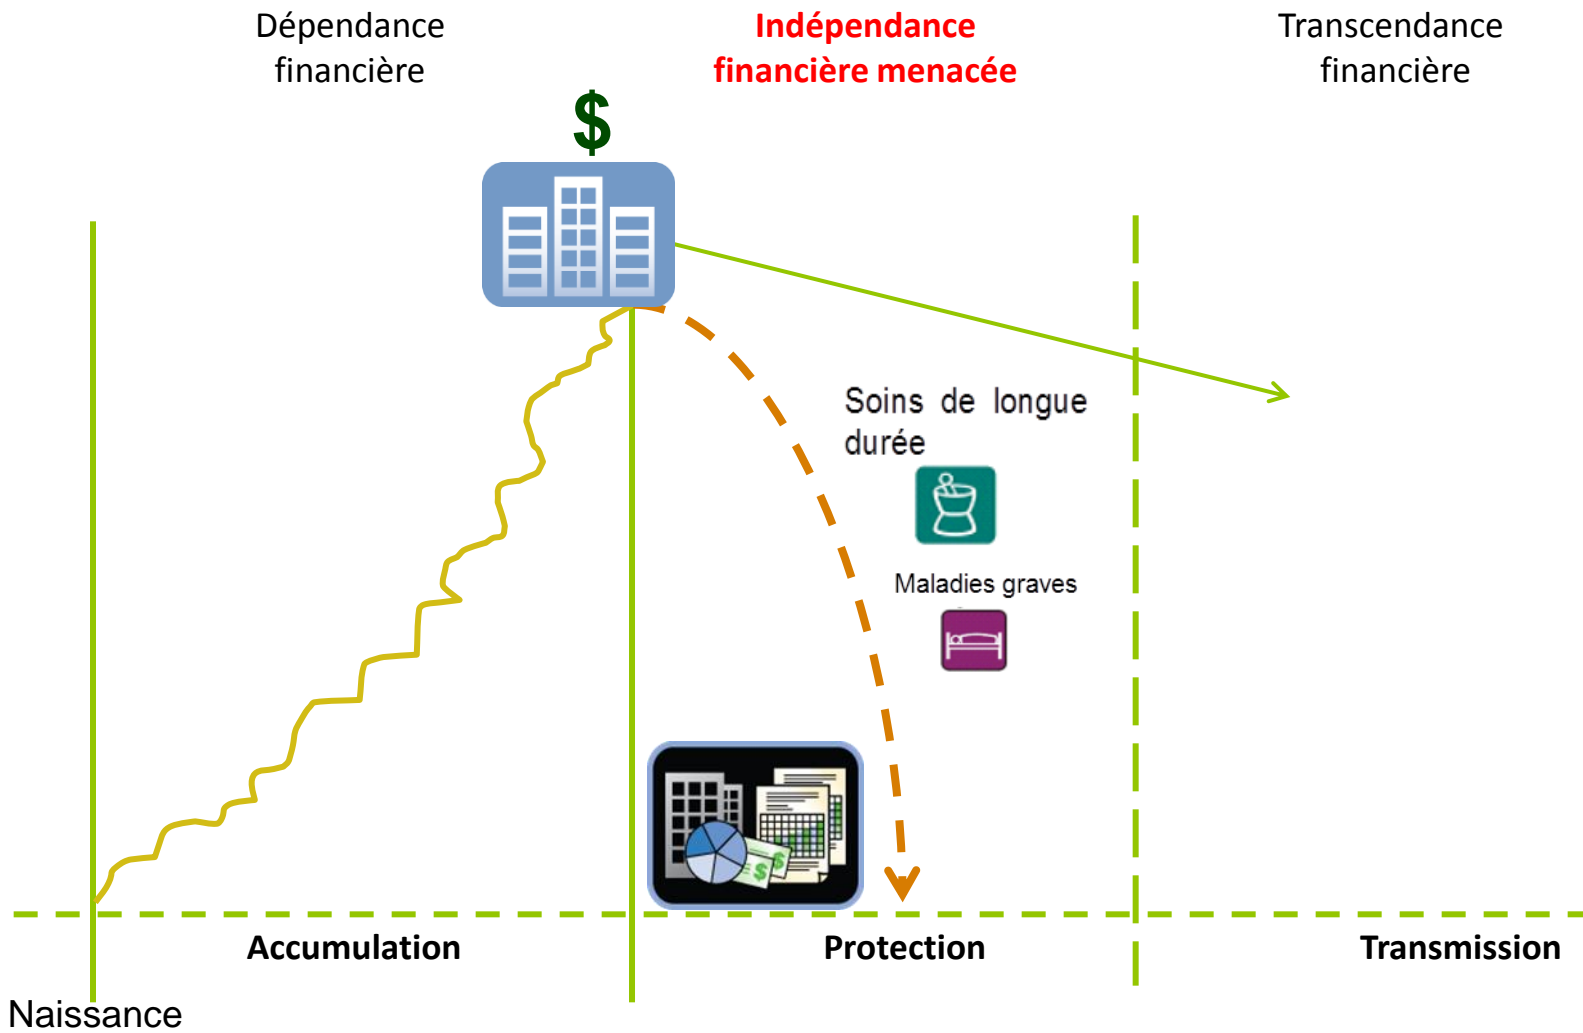 Dépendance
financière
Indépendance
financière menacée
Transcendance
financière
$
Soins de longue
durée
Maladies graves
$
$
Accumulation
Protection
Transmission
Naissance